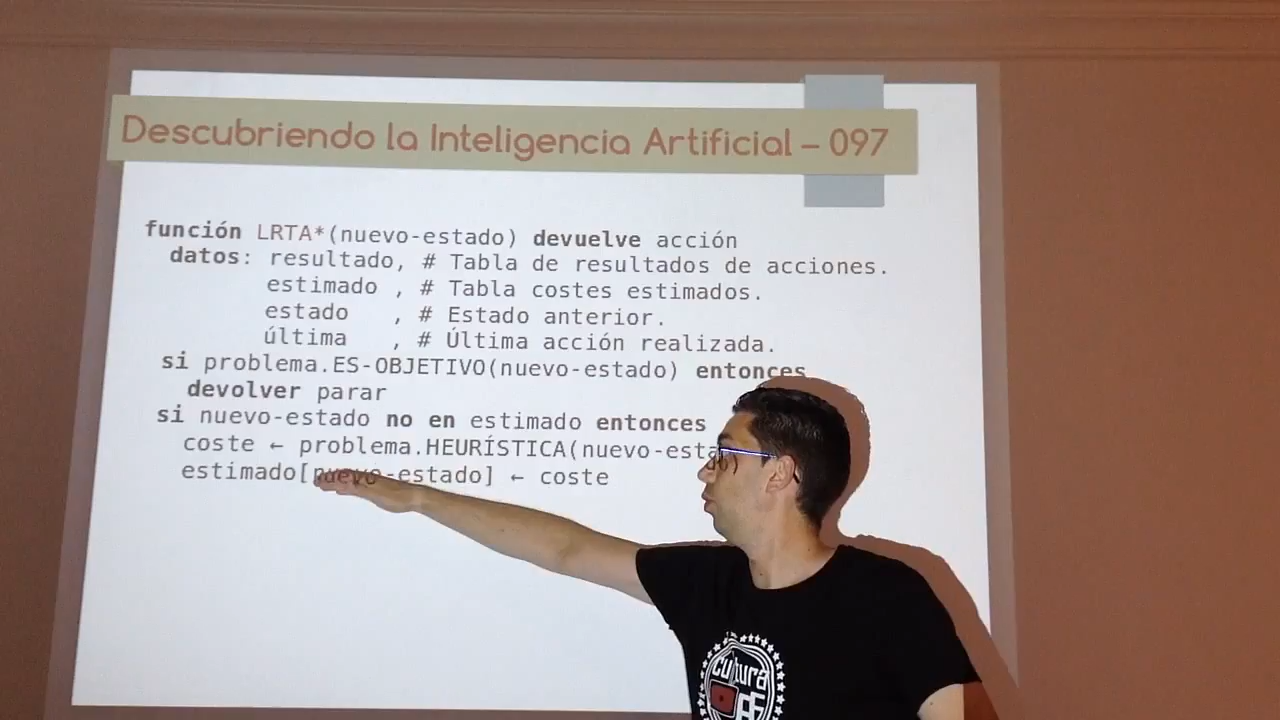 Descubriendo la Inteligencia Artificial – 097
función LRTA*(nuevo-estado) devuelve acción
datos: resultado, # Tabla de resultados de acciones.
estimado , # Tabla costes estimados.
estado , # Estado anterior.
última , # Última acción realizada.
si problema.ES-OBJETIVO(nuevo-estado) entonces
devolver parar
si nuevo-estado no en estimado entonces
coste ← problema.HEURÍSTICA(nuevo-esta
estimado[nuevo-estado] ← coste
cultura